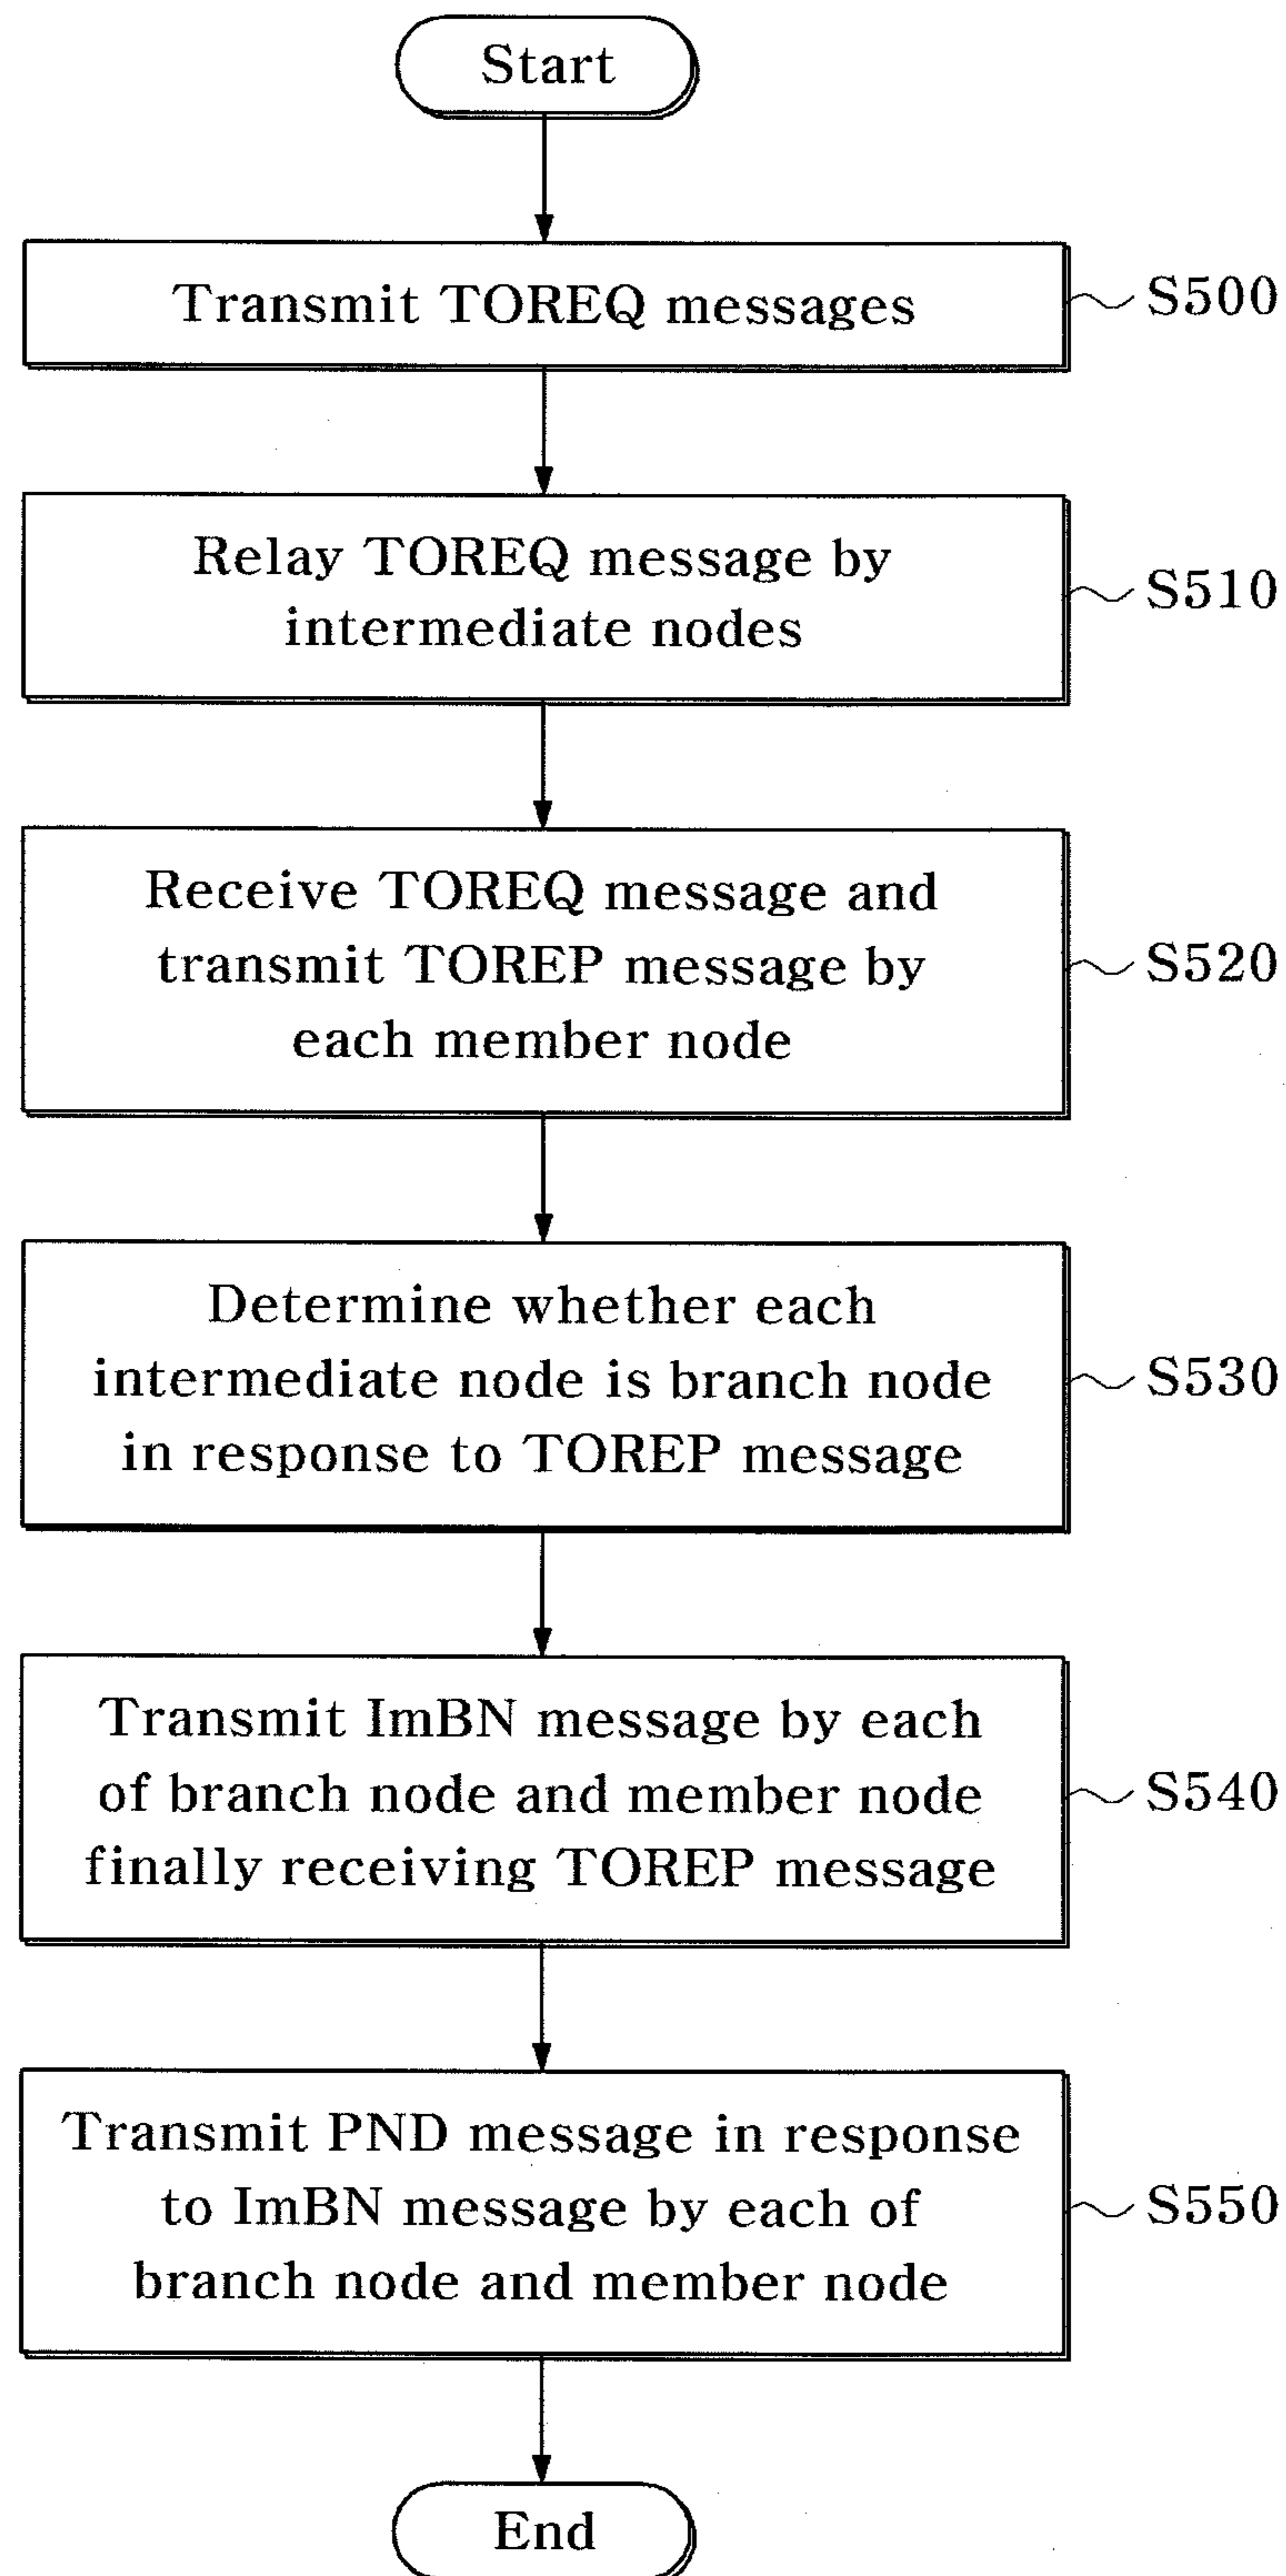 Start
Transmit TOREQ messages
S500
Relay TOREQ message by
intermediate nodes
S510
Receive TOREQ message and
transmit TOREP message by
each member node
S520
Determine whether each
intermediate node is branch node
in response to TOREP message
S530
Transmit ImBN message by each
of branch node and member node
finally receiving TOREP message
S540
Transmit PND message in response
to ImBN message by each of
branch node and member node
S550
End